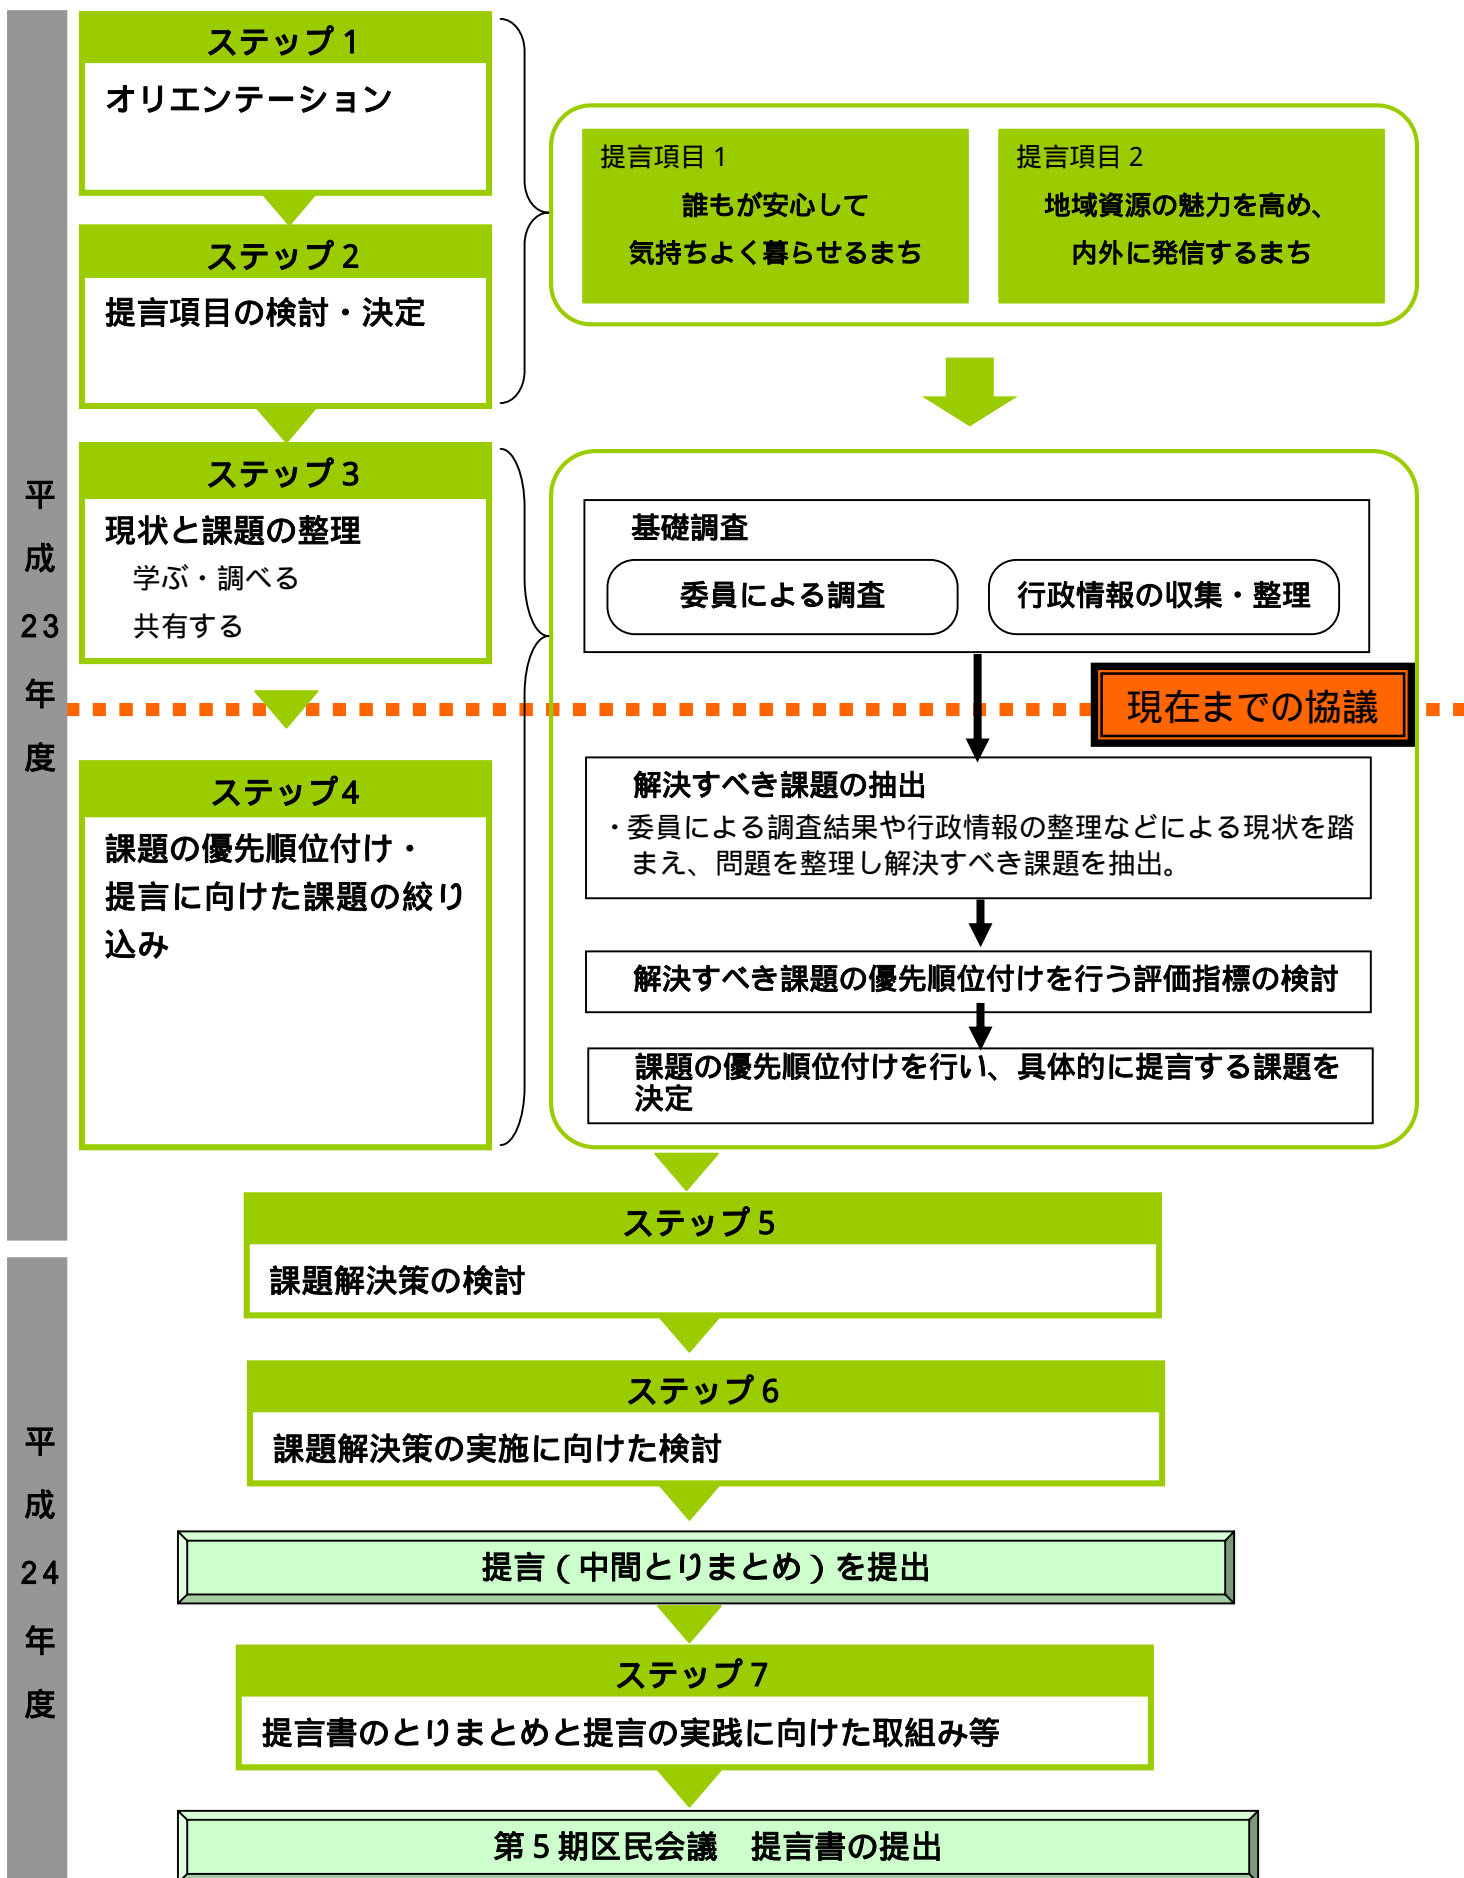 平
成
23
年
度
ステップ１
オリエンテーション
ステップ２
提言項目の検討・決定
提言項目１
誰もが安心して
気持ちよく暮らせるまち
提言項目２
地域資源の魅力を高め、
内外に発信するまち
ステップ３
現状と課題の整理
学ぶ・調べる
共有する
基礎調査
委員による調査
行政情報の収集・整理
現在までの協議
ステップ4
課題の優先順位付け・
提言に向けた課題の絞り
込み
解決すべき課題の抽出
・委員による調査結果や行政情報の整理などによる現状を踏
まえ、問題を整理し解決すべき課題を抽出。
解決すべき課題の優先順位付けを行う評価指標の検討
課題の優先順位付けを行い、具体的に提言する課題を
決定
ステップ５
課題解決策の検討
平
成
24
年
度
ステップ６
課題解決策の実施に向けた検討
提言（中間とりまとめ）を提出
ステップ７
提言書のとりまとめと提言の実践に向けた取組み等
第５期区民会議　提言書の提出